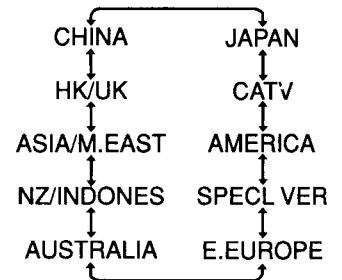 CHINA JAPAN
HK/UK CATV
ASIA/M.EAST AMERICA
NZ/INDONES SPECL VER
AUSTRALIA E.EUROPE